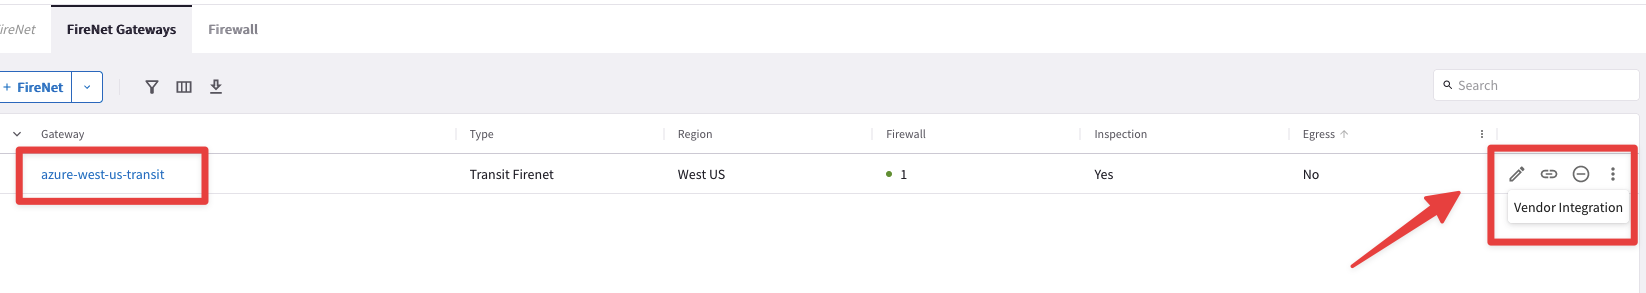 ireNet FireNet Gateways Firewall
+ FireNet Search
Gateway Type Region Firewall Inspection Egress
azure-west-us-transit Transit Firenet West US 1 Yes No
Vendor Integration